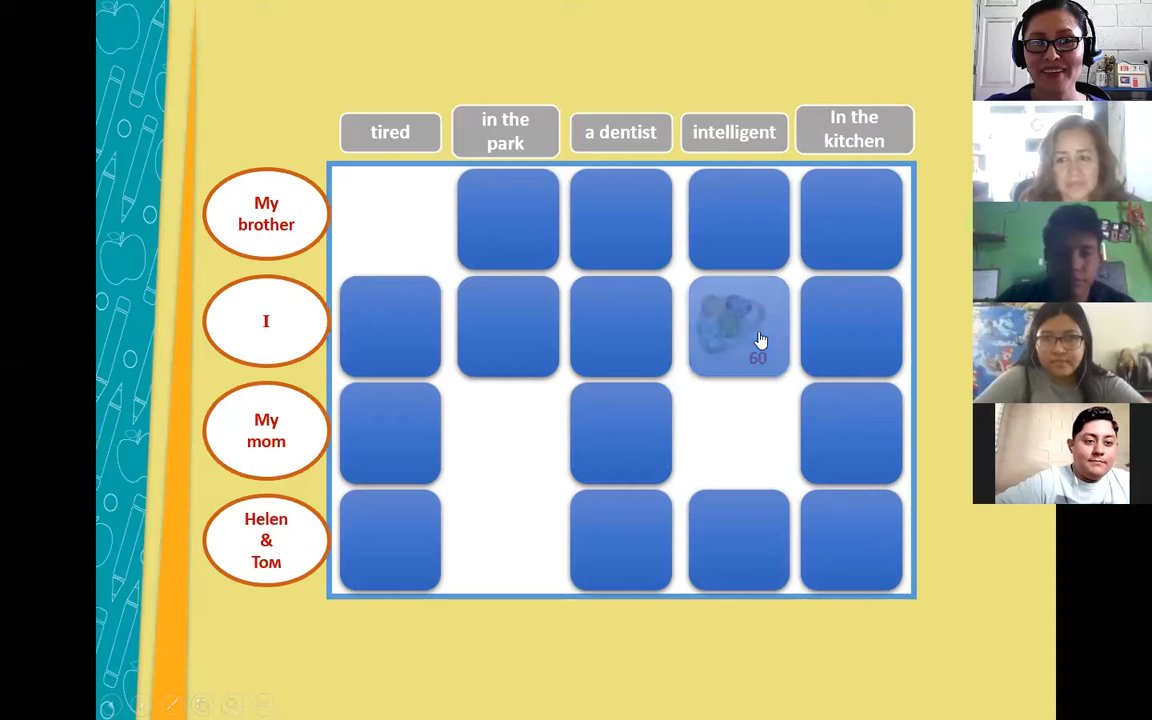 tired
in the
park
a dentist
intelligent
In the
kitchen
My
brother
I
60
My
mom
Helen
&
Tom